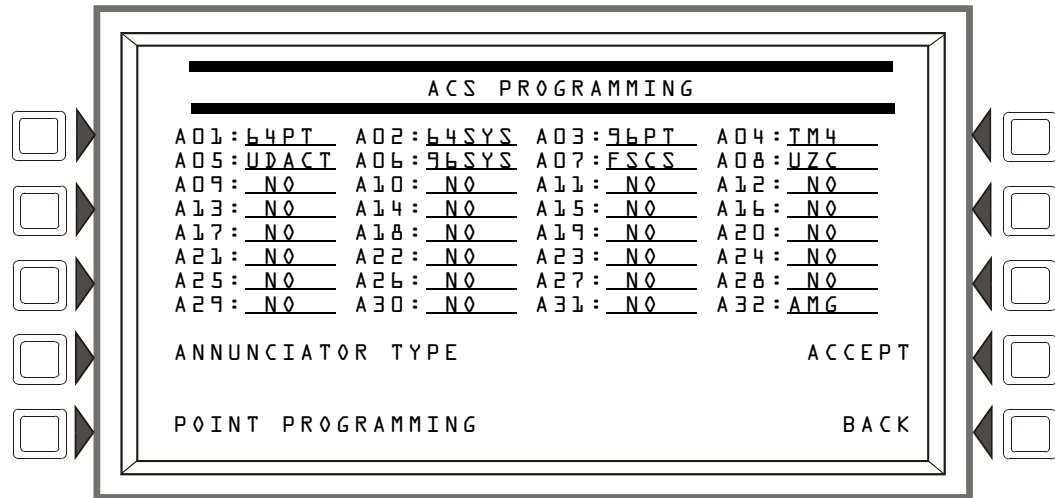 ACS PROGRAMMING
A01:64PT A02:64SYS A03:96PT A04:TM4
A05:UDACT A06:96SYS A07:FSCS A08:UZC
A09: NO A10: NO A11: NO A12: NO
A13: NO A14: NO A15: NO A16: NO
A17: NO A18: NO A19: NO A20: NO
A21: NO A22: NO A23: NO A24: NO
A25: NO A26: NO A27: NO A28: NO
A29: NO A30: NO A31: NO A32:AMG
ANNUNCIATOR TYPE ACCEPT
POINT PROGRAMMING BACK